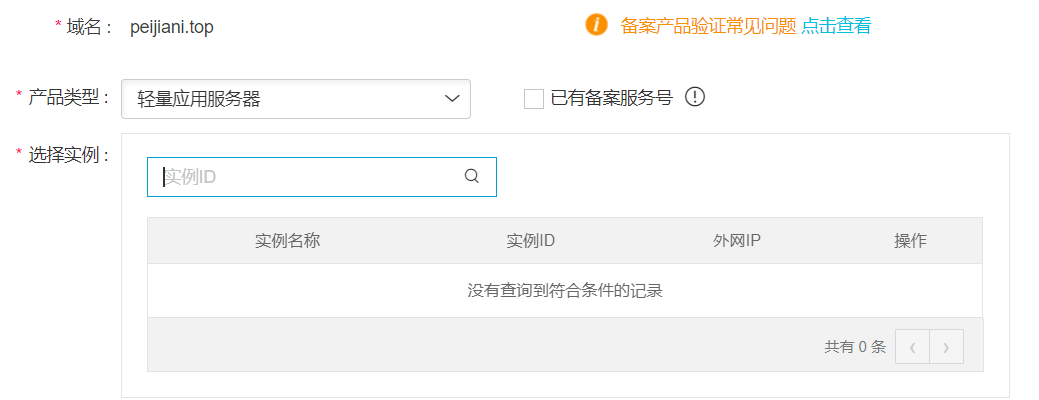 * 域名： peijiani.top
i 备案产品验证常见问题 点击查看
* 产品类型： 轻量应用服务器
已有备案服务号
* 选择实例：
实例ID
实例名称 实例ID 外网IP 操作
没有查询到符合条件的记录
共有 0 条 ‹ ›